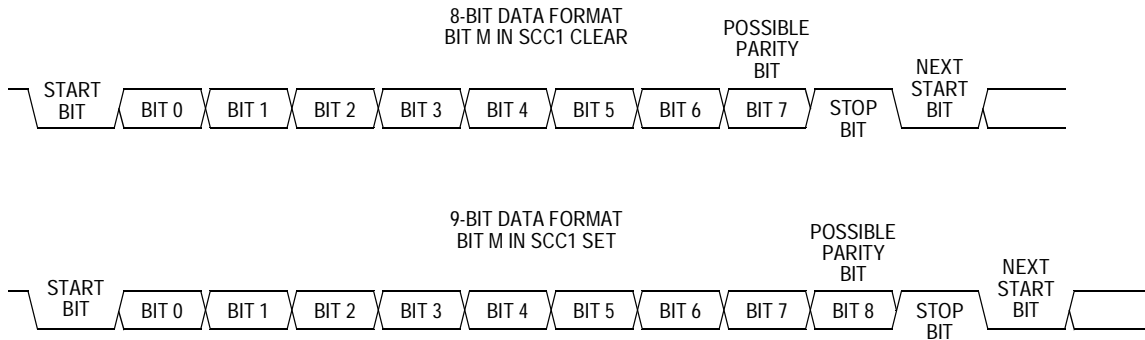 8-BIT DATA FORMAT
BIT M IN SCC1 CLEAR
POSSIBLE
PARITY
BIT
NEXT
START
BIT
START
BIT
BIT 0
BIT 1
BIT 2
BIT 3
BIT 4
BIT 5
BIT 6
BIT 7
STOP
BIT
9-BIT DATA FORMAT
BIT M IN SCC1 SET
POSSIBLE
PARITY
BIT
NEXT
START
BIT
START
BIT
BIT 0
BIT 1
BIT 2
BIT 3
BIT 4
BIT 5
BIT 6
BIT 7
BIT 8
STOP
BIT